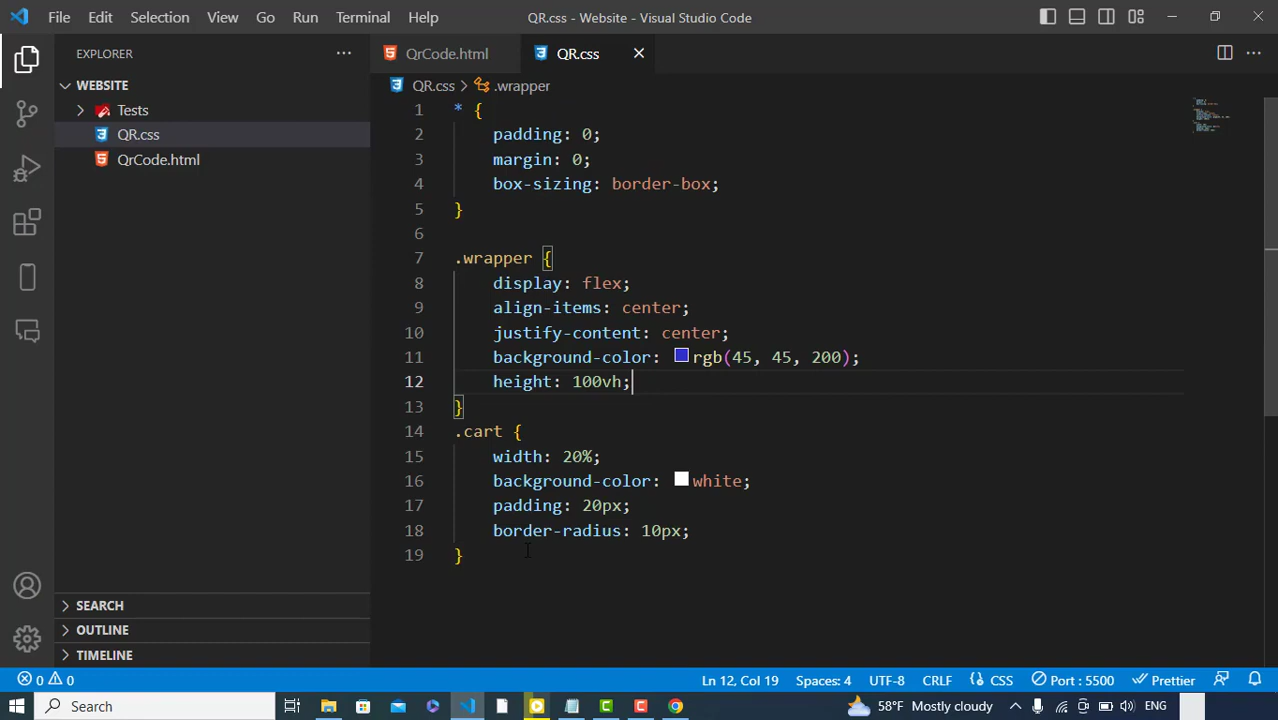 File Edit Selection View Go Run Terminal Help QR.css - Website - Visual Studio Code
EXPLORER
QrCode.html QR.css
WEBSITE
Tests
QR.css
QrCode.html
QR.css > .wrapper
1 * {
2 padding: 0;
3 margin: 0;
4 box-sizing: border-box;
5 }
6
7 .wrapper {
8 display: flex;
9 align-items: center;
10 justify-content: center;
11 background-color: rgb(45, 45, 200);
12 height: 100vh;
13 }
14 .cart {
15 width: 20%;
16 background-color: white;
17 padding: 20px;
18 border-radius: 10px;
19 }
SEARCH
OUTLINE
TIMELINE
0 0 Ln 12, Col 19 Spaces: 4 UTF-8 CRLF CSS Port : 5500 Prettier
Search 58°F Mostly cloudy ENG